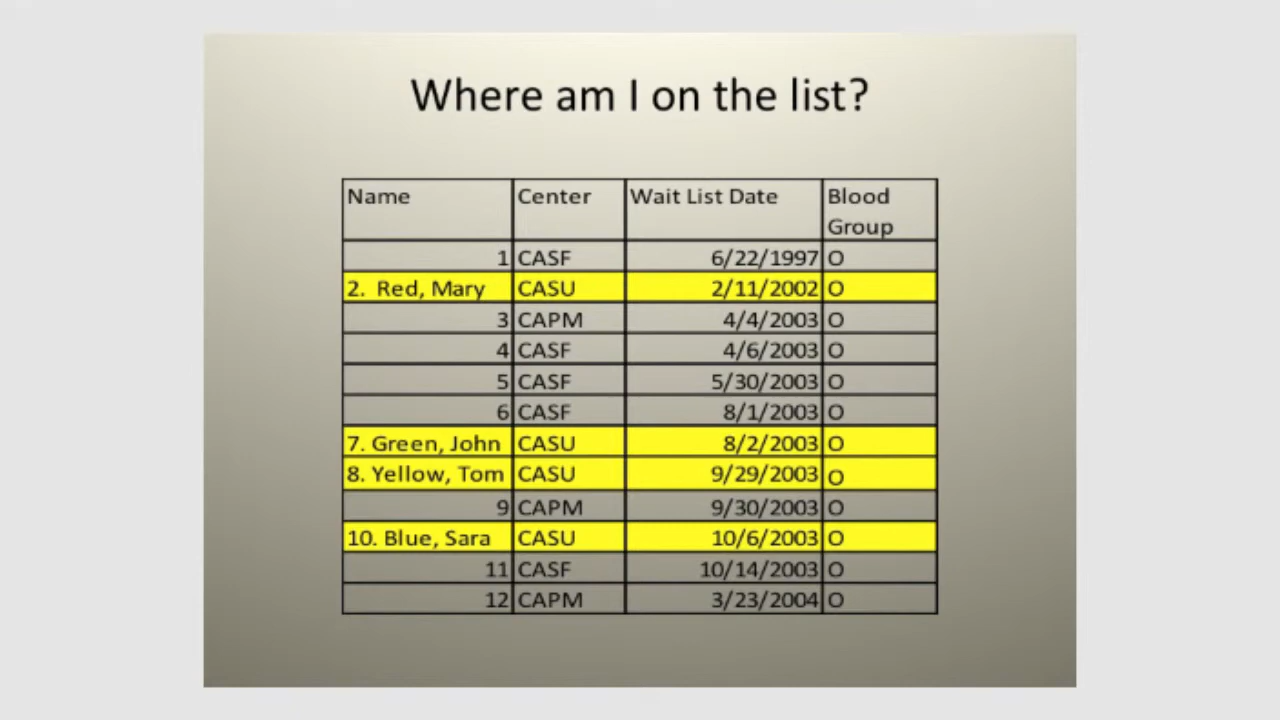 Where am I on the list?
Name Center Wait List Date Blood Group
1 CASF 6/22/1997 O
2. Red, Mary CASU 2/11/2002 O
3 CAPM 4/4/2003 O
4 CASF 4/6/2003 O
5 CASF 5/30/2003 O
6 CASF 8/1/2003 O
7. Green, John CASU 8/2/2003 O
8. Yellow, Tom CASU 9/29/2003 O
9 CAPM 9/30/2003 O
10. Blue, Sara CASU 10/6/2003 O
11 CASF 10/14/2003 O
12 CAPM 3/23/2004 O